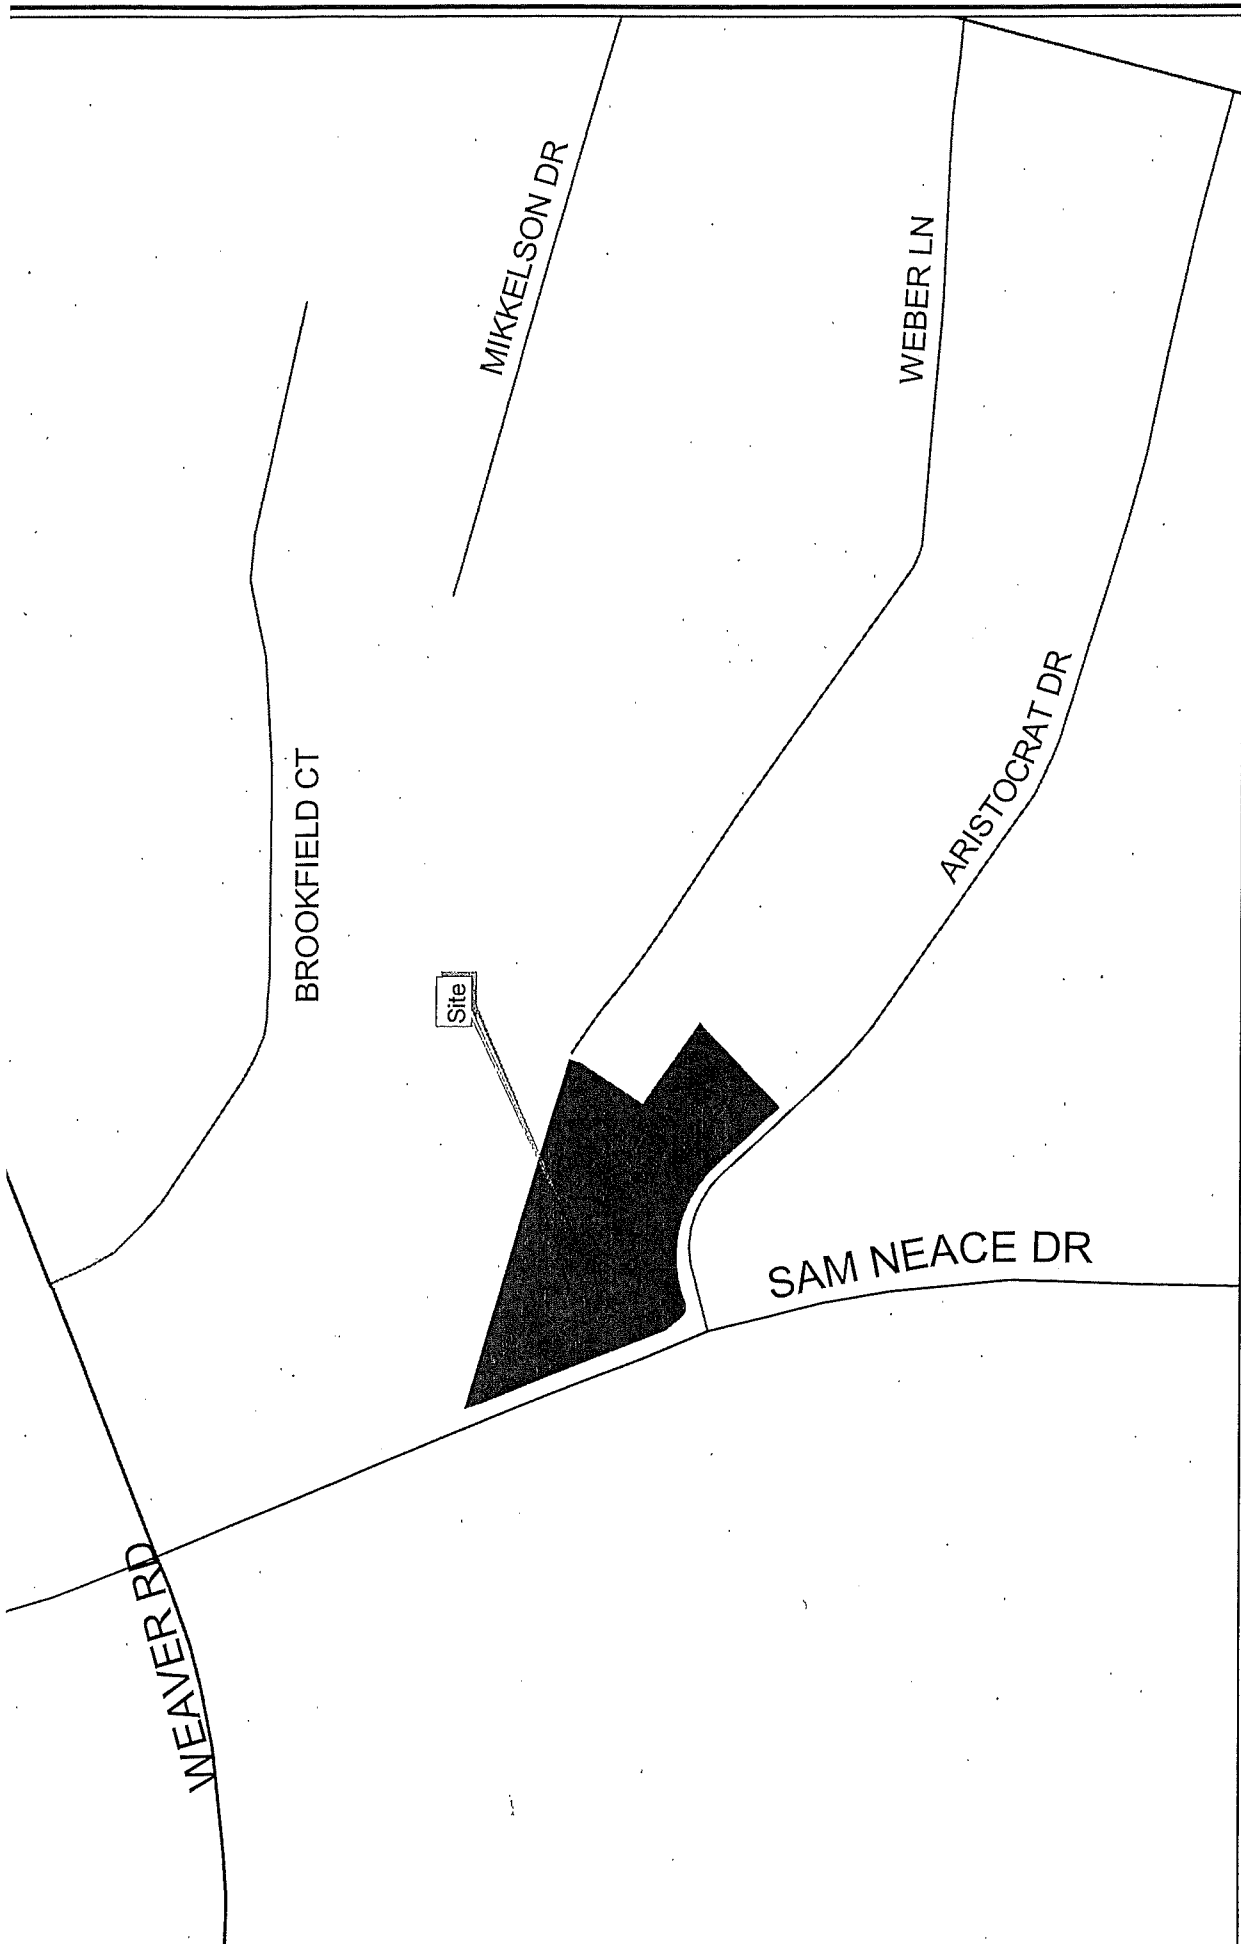 WEAVER RD
BROOKFIELD CT
MIKKELSON DR
Site
WEBER LN
SAM NEACE DR
ARISTOCRAT DR